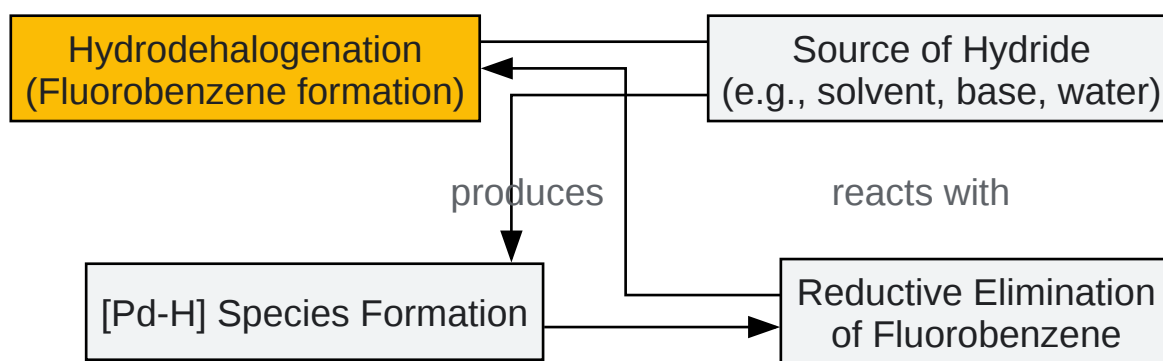 Hydrodehalogenation
(Fluorobenzene formation)
Source of Hydride
(e.g., solvent, base, water)
produces
reacts with
[Pd-H] Species Formation
Reductive Elimination
of Fluorobenzene